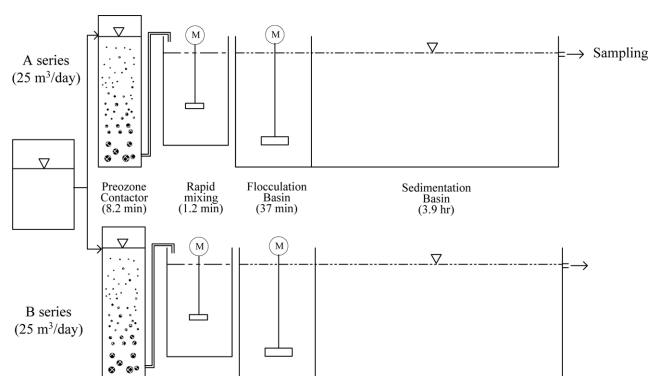 M
M
A series
(25 m³/day)
Sampling
Preozone
Contactor
(8.2 min)
Rapid
mixing
(1.2 min)
Flocculation
Basin
(37 min)
Sedimentation
Basin
(3.9 hr)
M
M
B series
(25 m³/day)